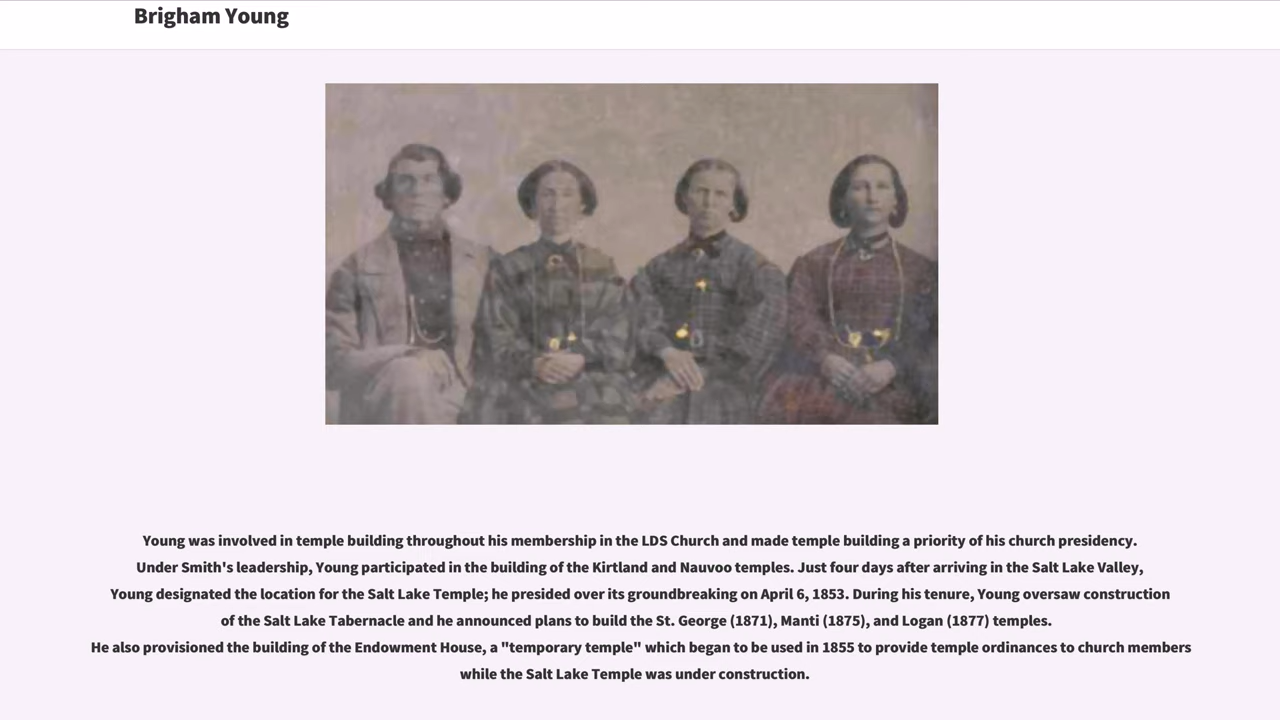 Brigham Young
Young was involved in temple building throughout his membership in the LDS Church and made temple building a priority of his church presidency.
Under Smith's leadership, Young participated in the building of the Kirtland and Nauvoo temples. Just four days after arriving in the Salt Lake Valley,
Young designated the location for the Salt Lake Temple; he presided over its groundbreaking on April 6, 1853. During his tenure, Young oversaw construction
of the Salt Lake Tabernacle and he announced plans to build the St. George (1871), Manti (1875), and Logan (1877) temples.
He also provisioned the building of the Endowment House, a "temporary temple" which began to be used in 1855 to provide temple ordinances to church members
while the Salt Lake Temple was under construction.